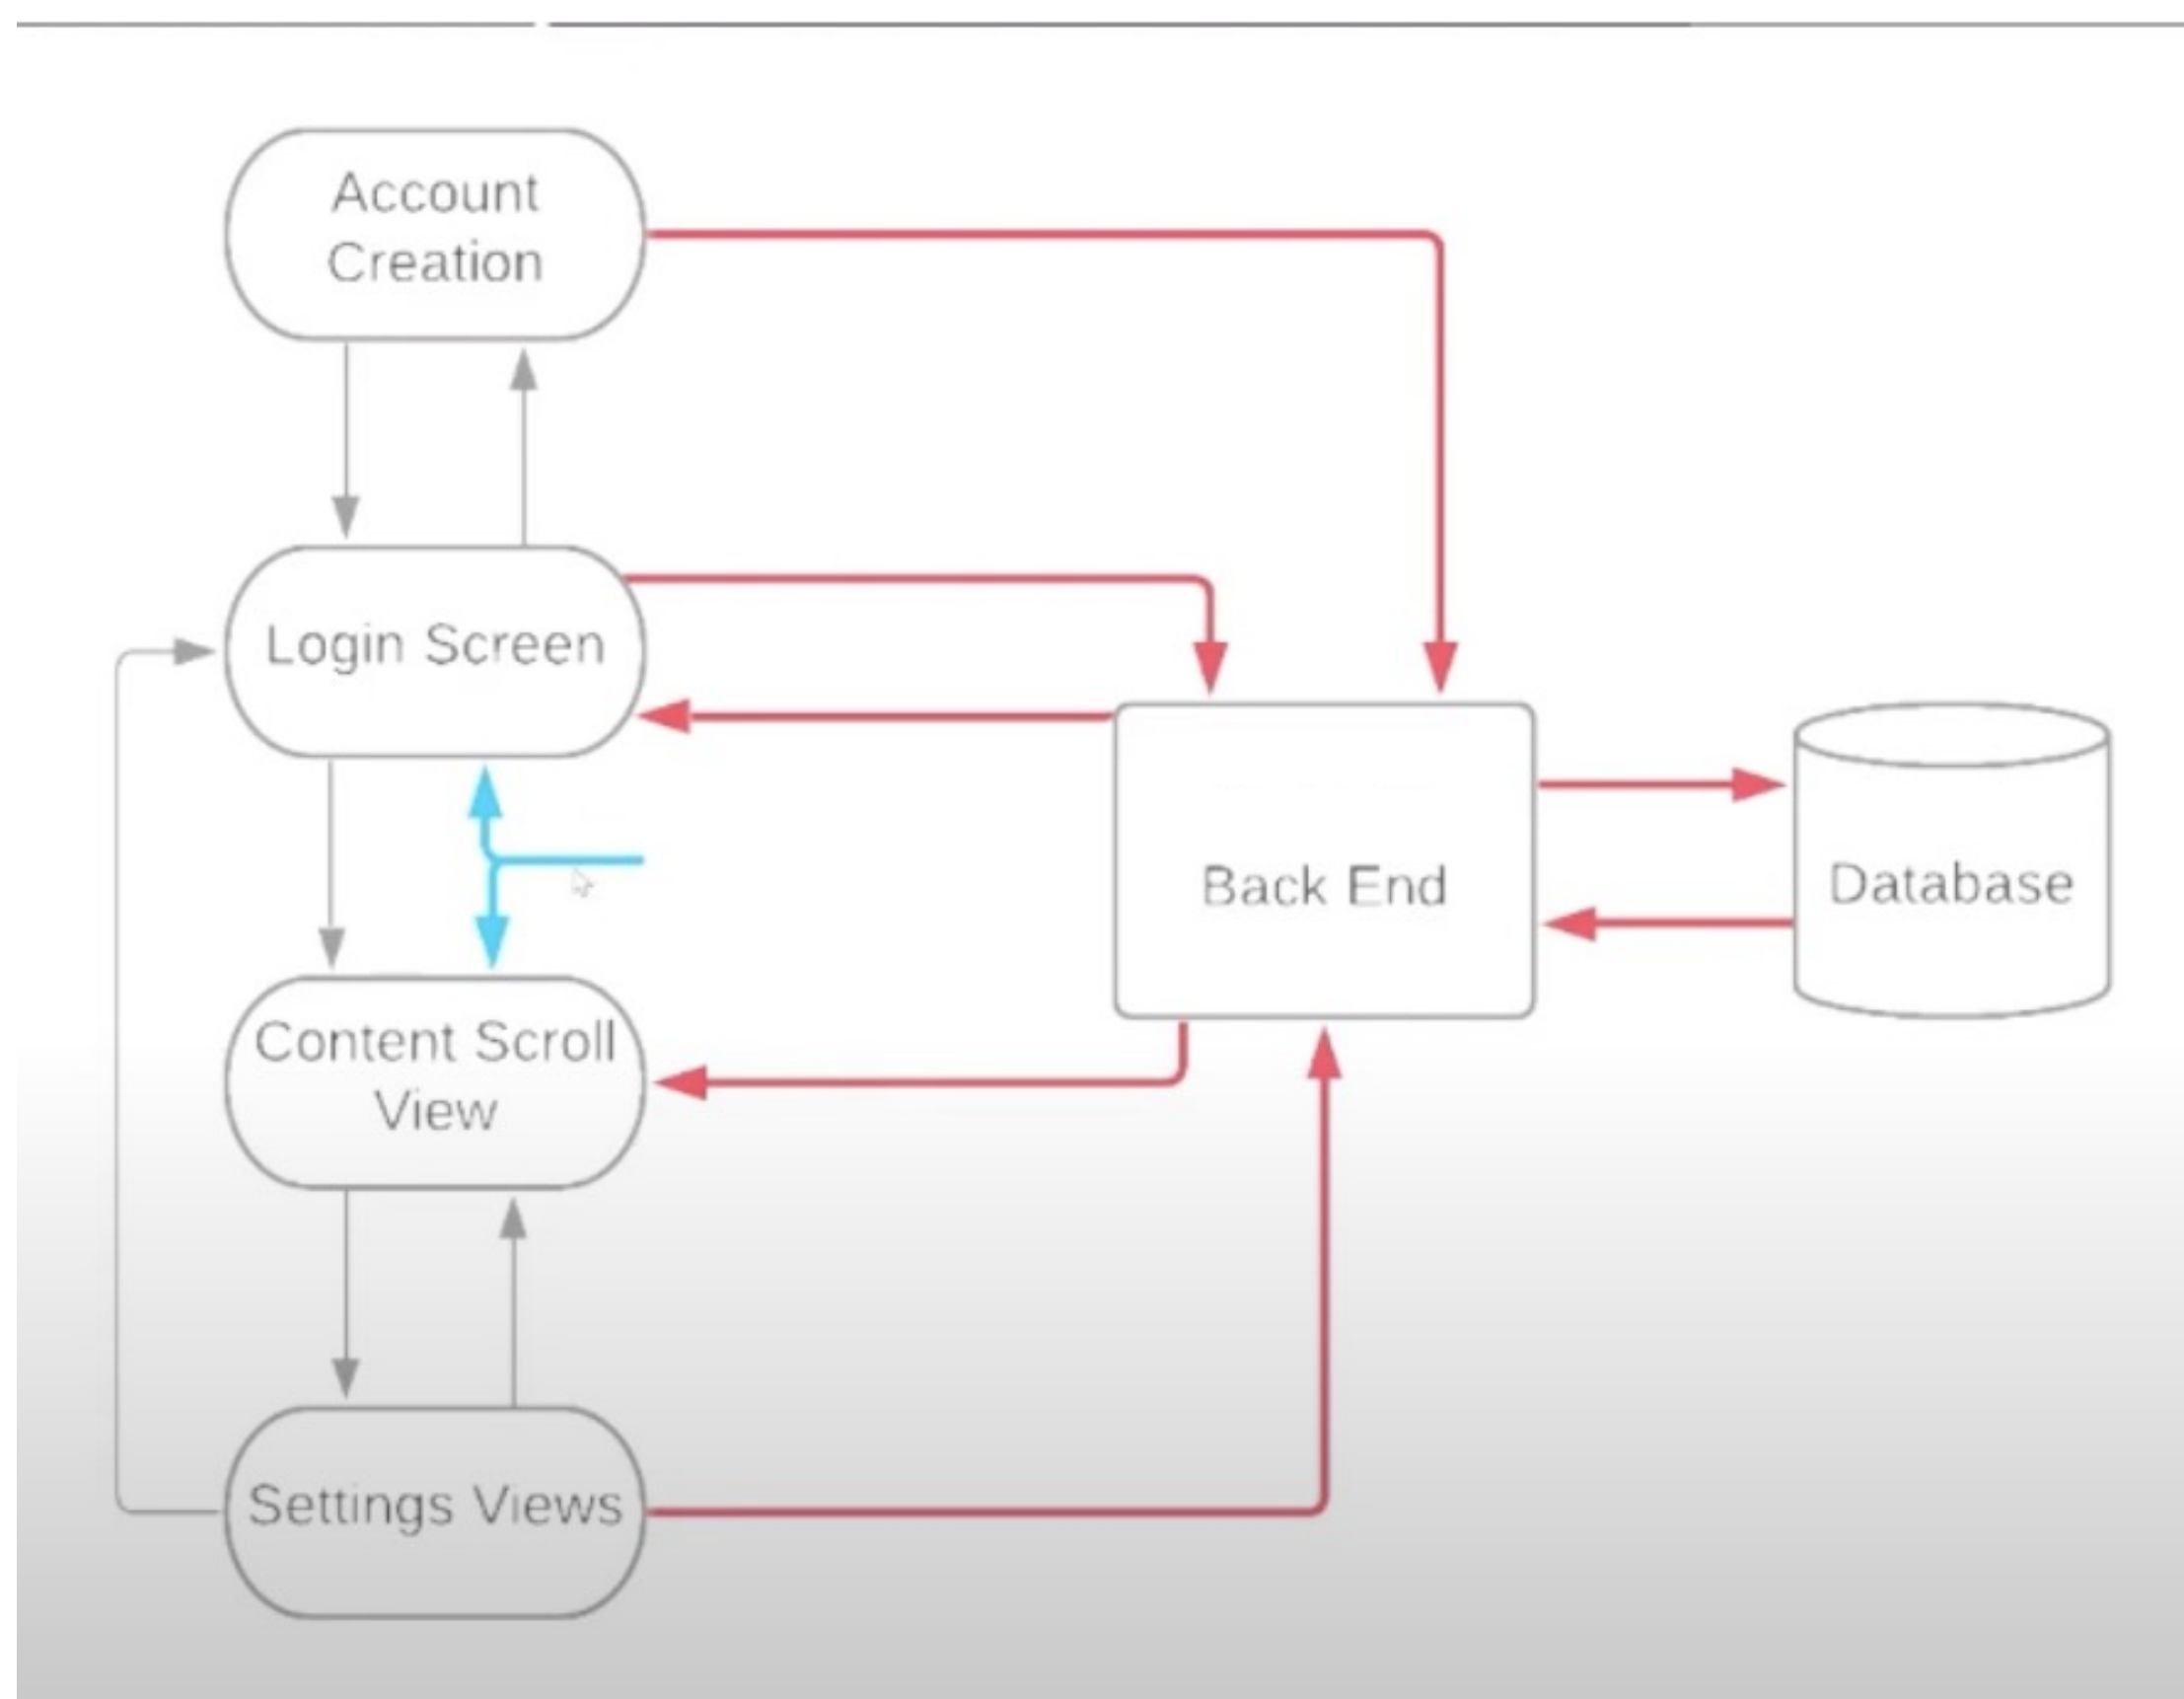 Account
Creation
Login Screen
Back End
Database
Content Scroll
View
Settings Views